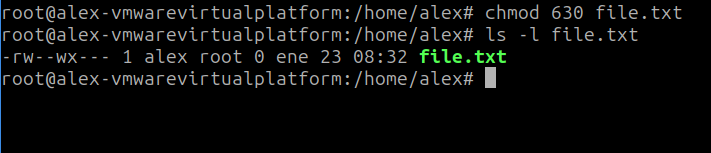 root@alex-vmwarevirtualplatform:/home/alex# chmod 630 file.txt
root@alex-vmwarevirtualplatform:/home/alex# ls -l file.txt
-rw--wx--- 1 alex root 0 ene 23 08:32 file.txt
root@alex-vmwarevirtualplatform:/home/alex#